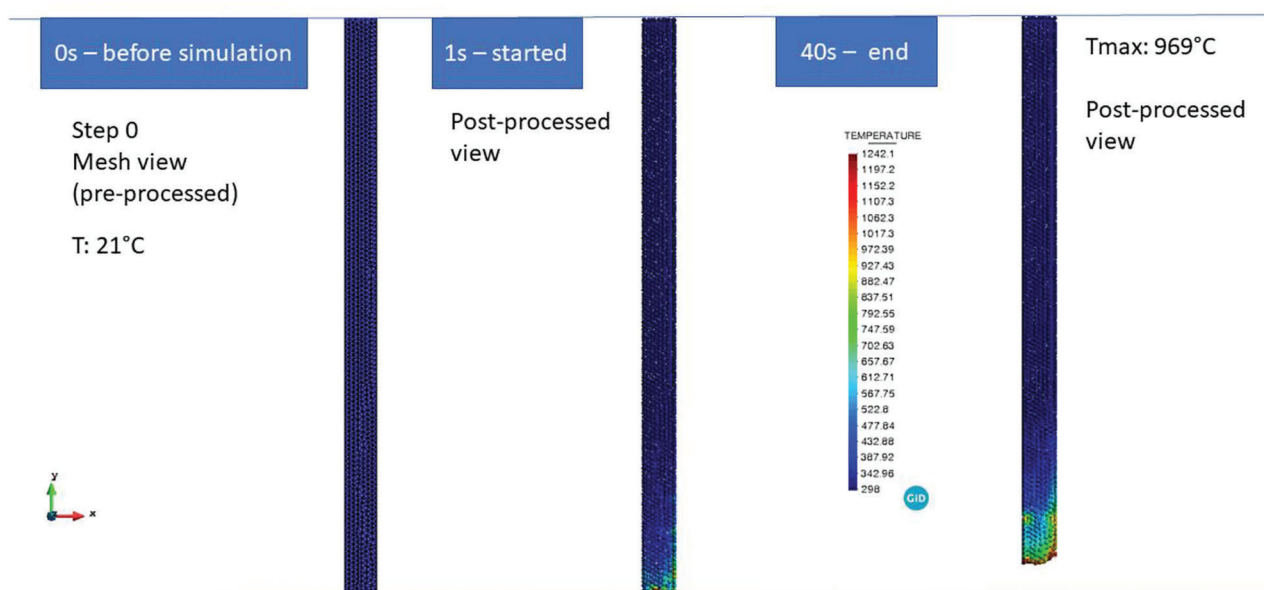 0s – before simulation
1s – started
40s – end
Tmax: 969°C
Step 0
Mesh view
(pre-processed)
T: 21°C
Post-processed
view
Post-processed
view
TEMPERATURE
1242.1
1197.2
1152.2
1107.3
1062.3
1017.3
972.39
927.43
882.47
837.51
792.55
747.59
702.63
657.67
612.71
567.75
522.8
477.84
432.88
387.92
342.96
298
GiD
y
z
x